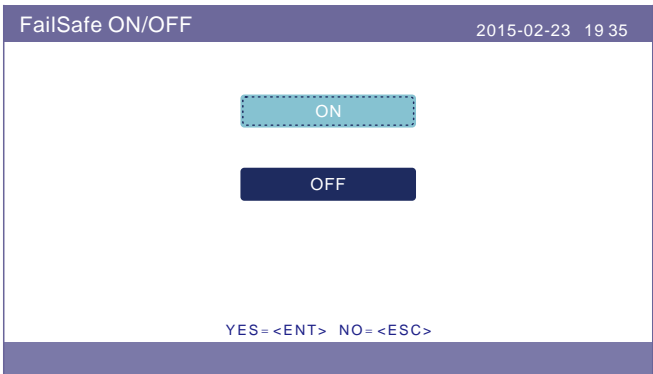 FailSafe ON/OFF
2015-02-23 19 35
ON
OFF
YES=<ENT> NO=<ESC>